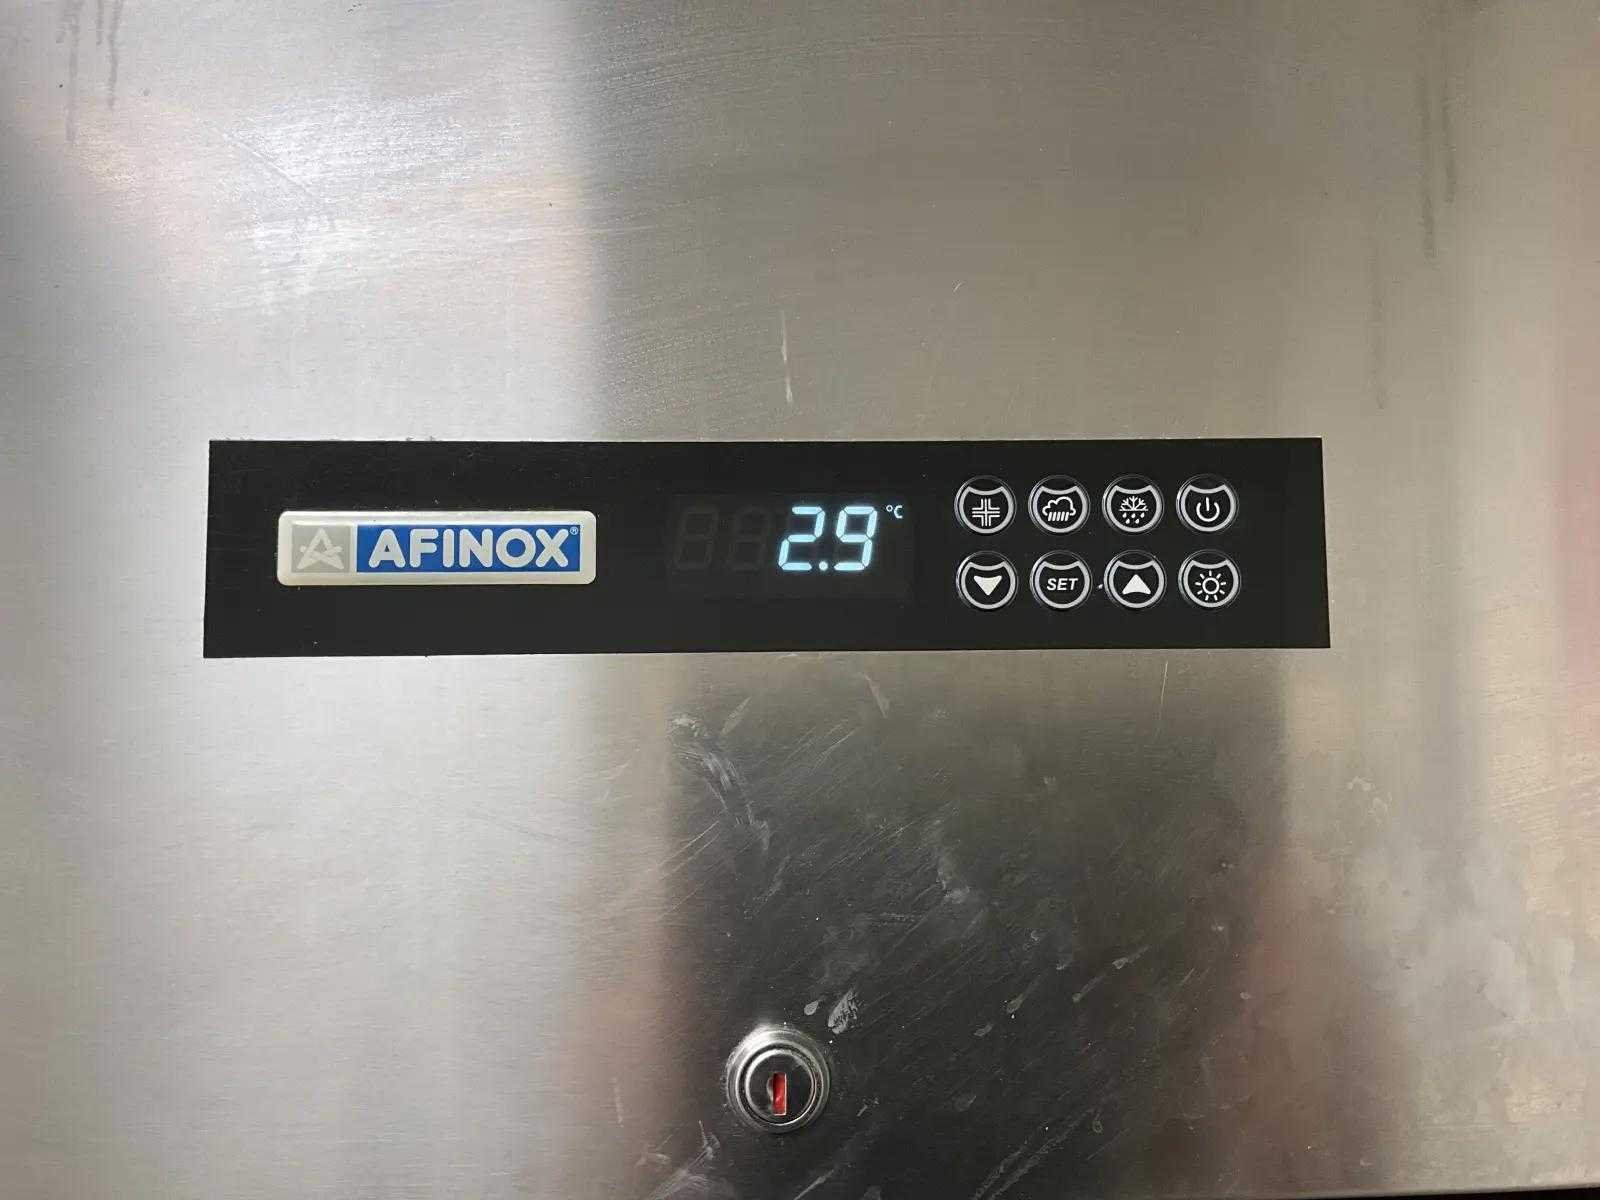 AFINOX®
2.9 °C
SET